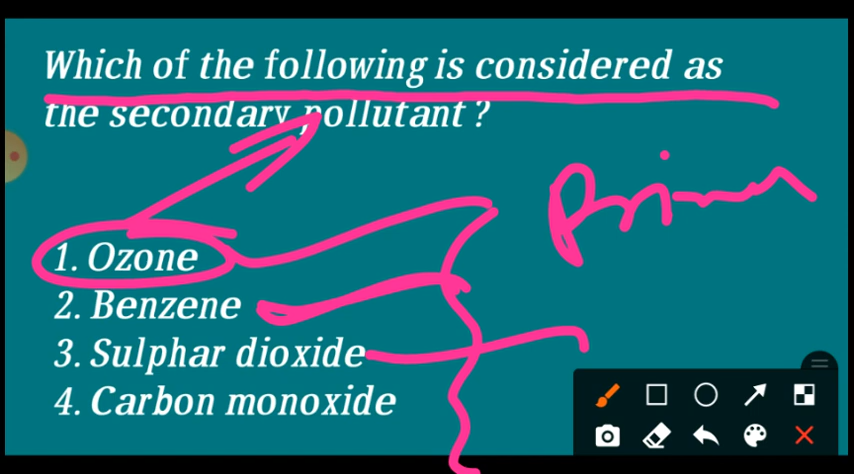 Which of the following is considered as
the secondary pollutant ?
1. Ozone
2. Benzene
3. Sulphar dioxide
4. Carbon monoxide